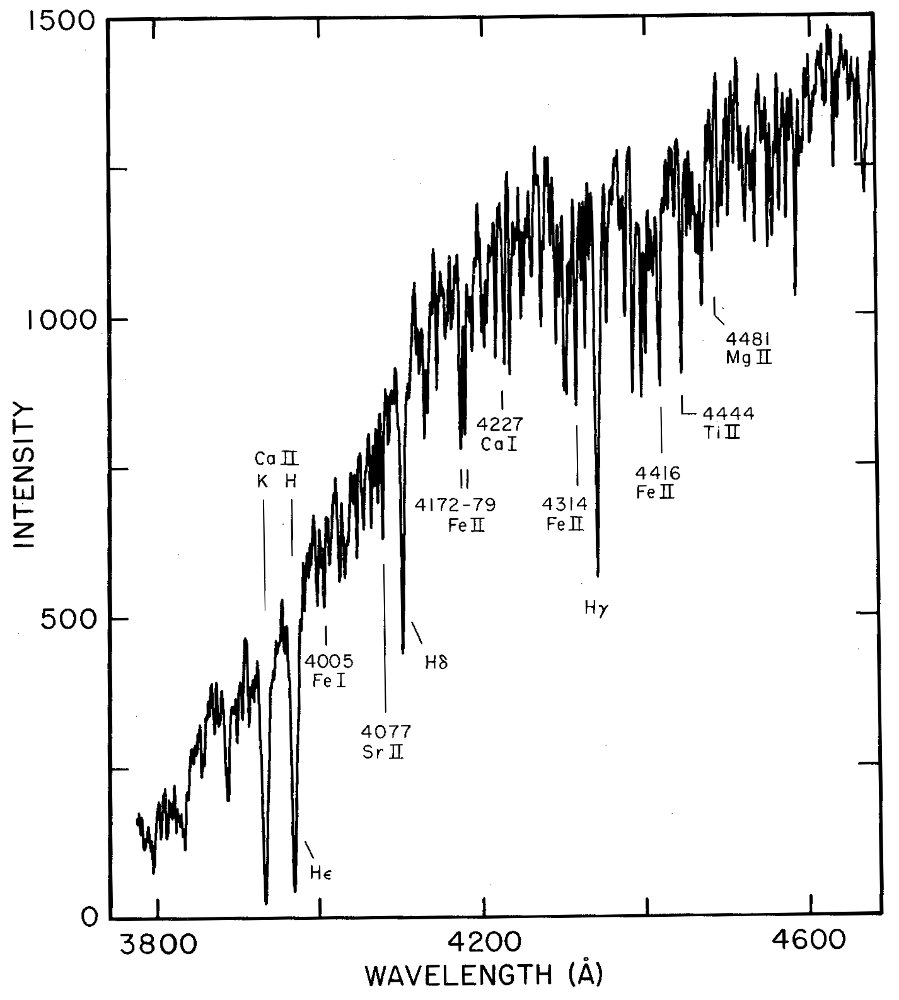 1500
1000
500
0
INTENSITY
Ca II
K H
4005
Fe I
4077
Sr II
Hϵ
Hδ
4172-79
Fe II
4227
Ca I
4314
Fe II
Hγ
4416
Fe II
4444
Ti II
4481
Mg II
3800 4200 4600
WAVELENGTH (Å)